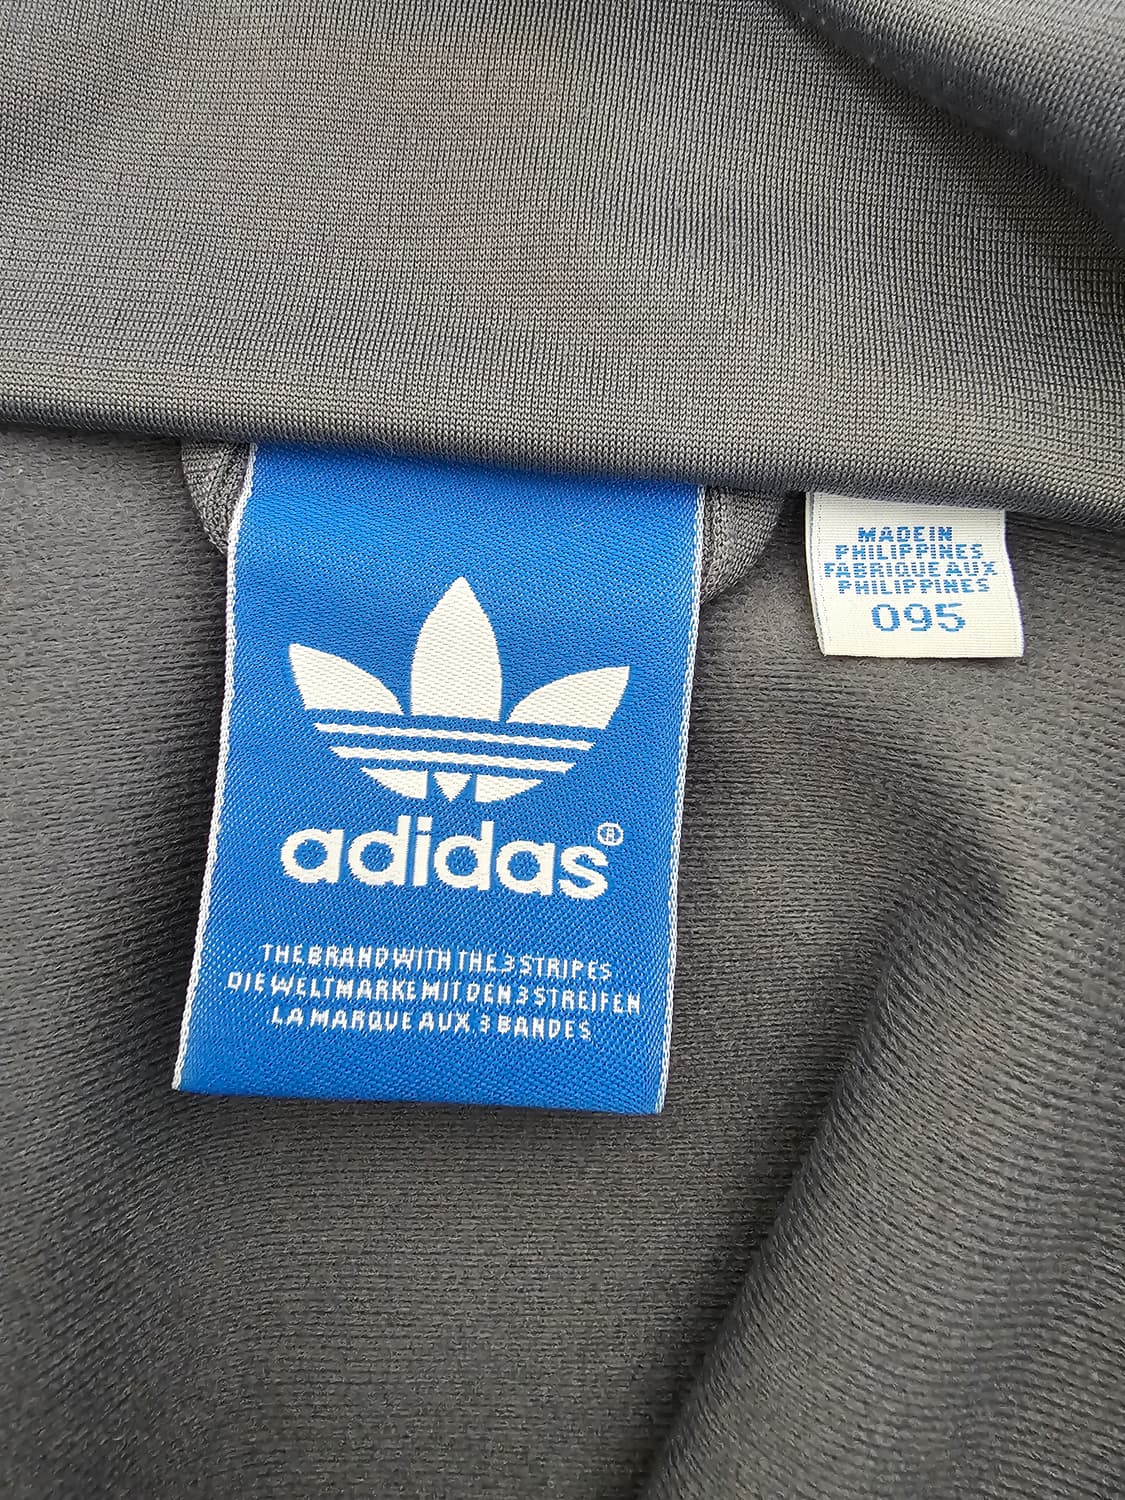 adidas®
THE BRAND WITH THE 3 STRIPES
DIE WELTMARKE MIT DEN 3 STREIFEN
LA MARQUE AUX 3 BANDES
MADE IN
PHILIPPINES
FABRIQUE AUX
PHILIPPINES
095